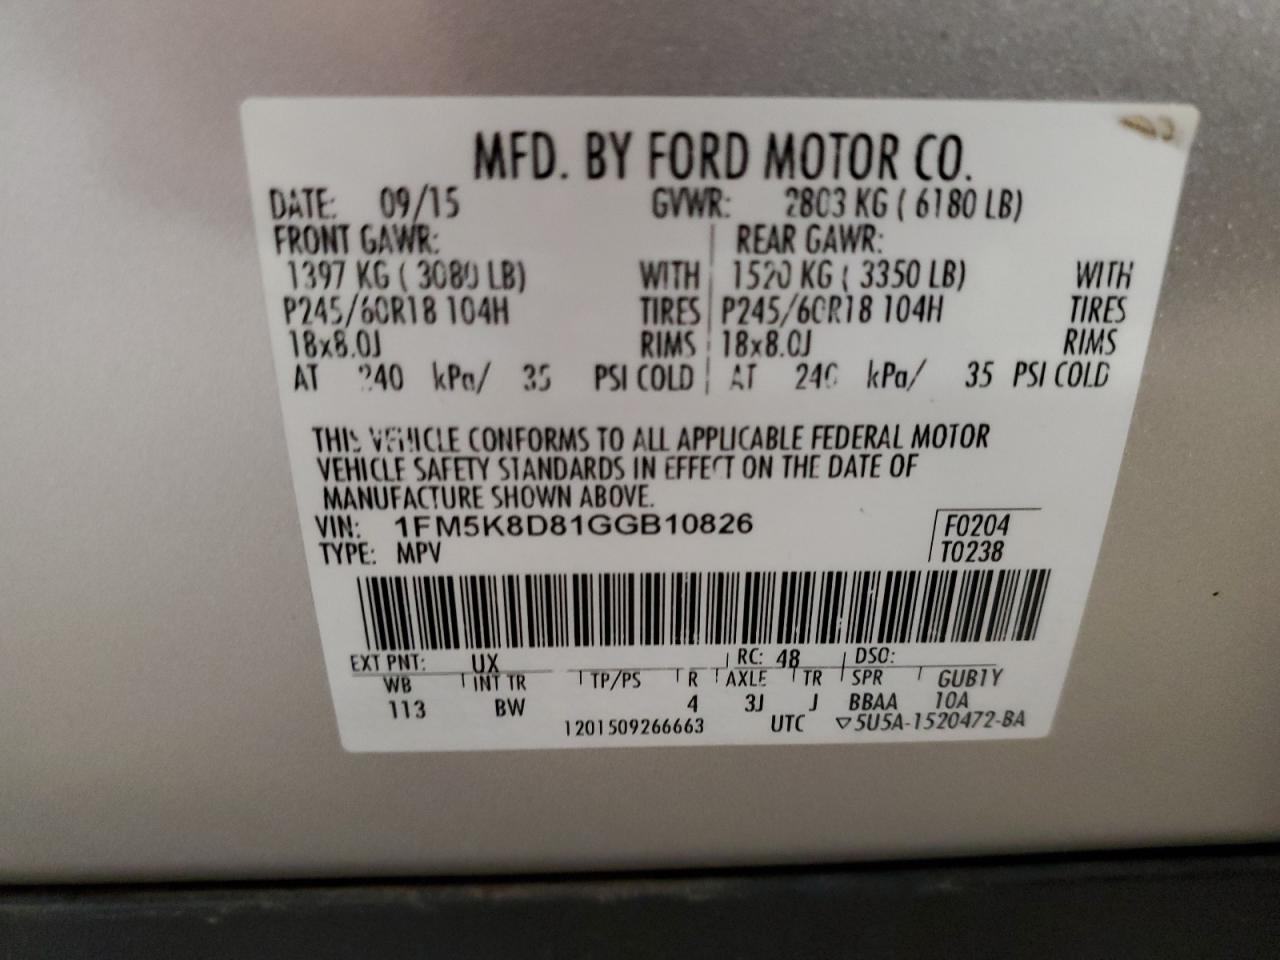 MFD. BY FORD MOTOR CO.
DATE: 09/15 GVWR: 2803 KG ( 6180 LB)
FRONT GAWR: REAR GAWR:
1397 KG ( 3080 LB) WITH 1520 KG ( 3350 LB) WITH
P245/60R18 104H TIRES P245/60R18 104H TIRES
18x8.0J RIMS 18x8.0J RIMS
AT 240 kPa/ 35 PSI COLD AT 240 kPa/ 35 PSI COLD
THIS VEHICLE CONFORMS TO ALL APPLICABLE FEDERAL MOTOR
VEHICLE SAFETY STANDARDS IN EFFECT ON THE DATE OF
MANUFACTURE SHOWN ABOVE.
VIN: 1FM5K8D81GGB10826 F0204
TYPE: MPV T0238
EXT PNT: UX RC: 48 DSO:
WB INT TR TP/PS R AXLE TR SPR GUB1Y
113 BW 4 3J J BBAA 10A
1201509266663 UTC ▽5U5A-1520472-BA